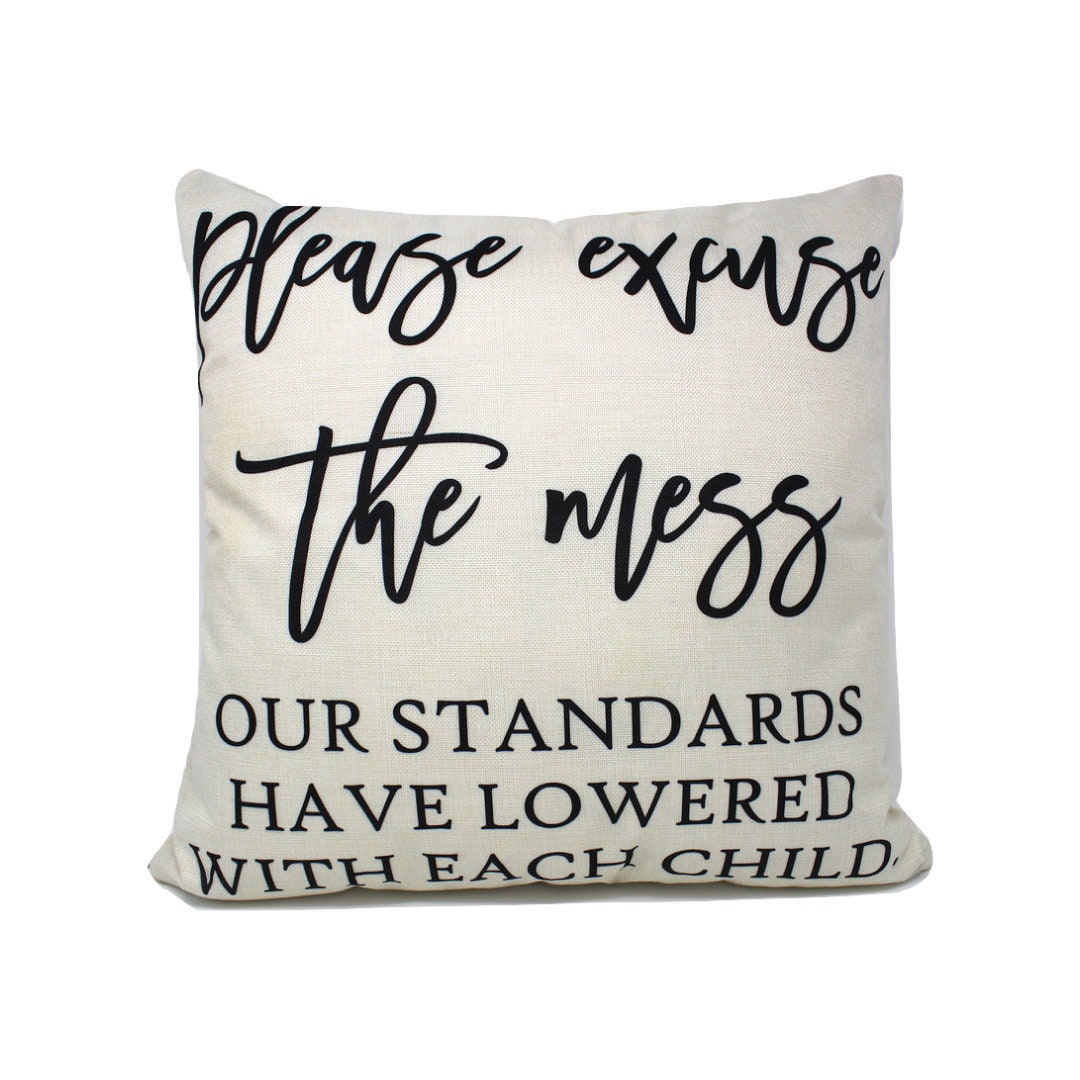 please excuse
the mess
OUR STANDARDS
HAVE LOWERED
WITH EACH CHILD.